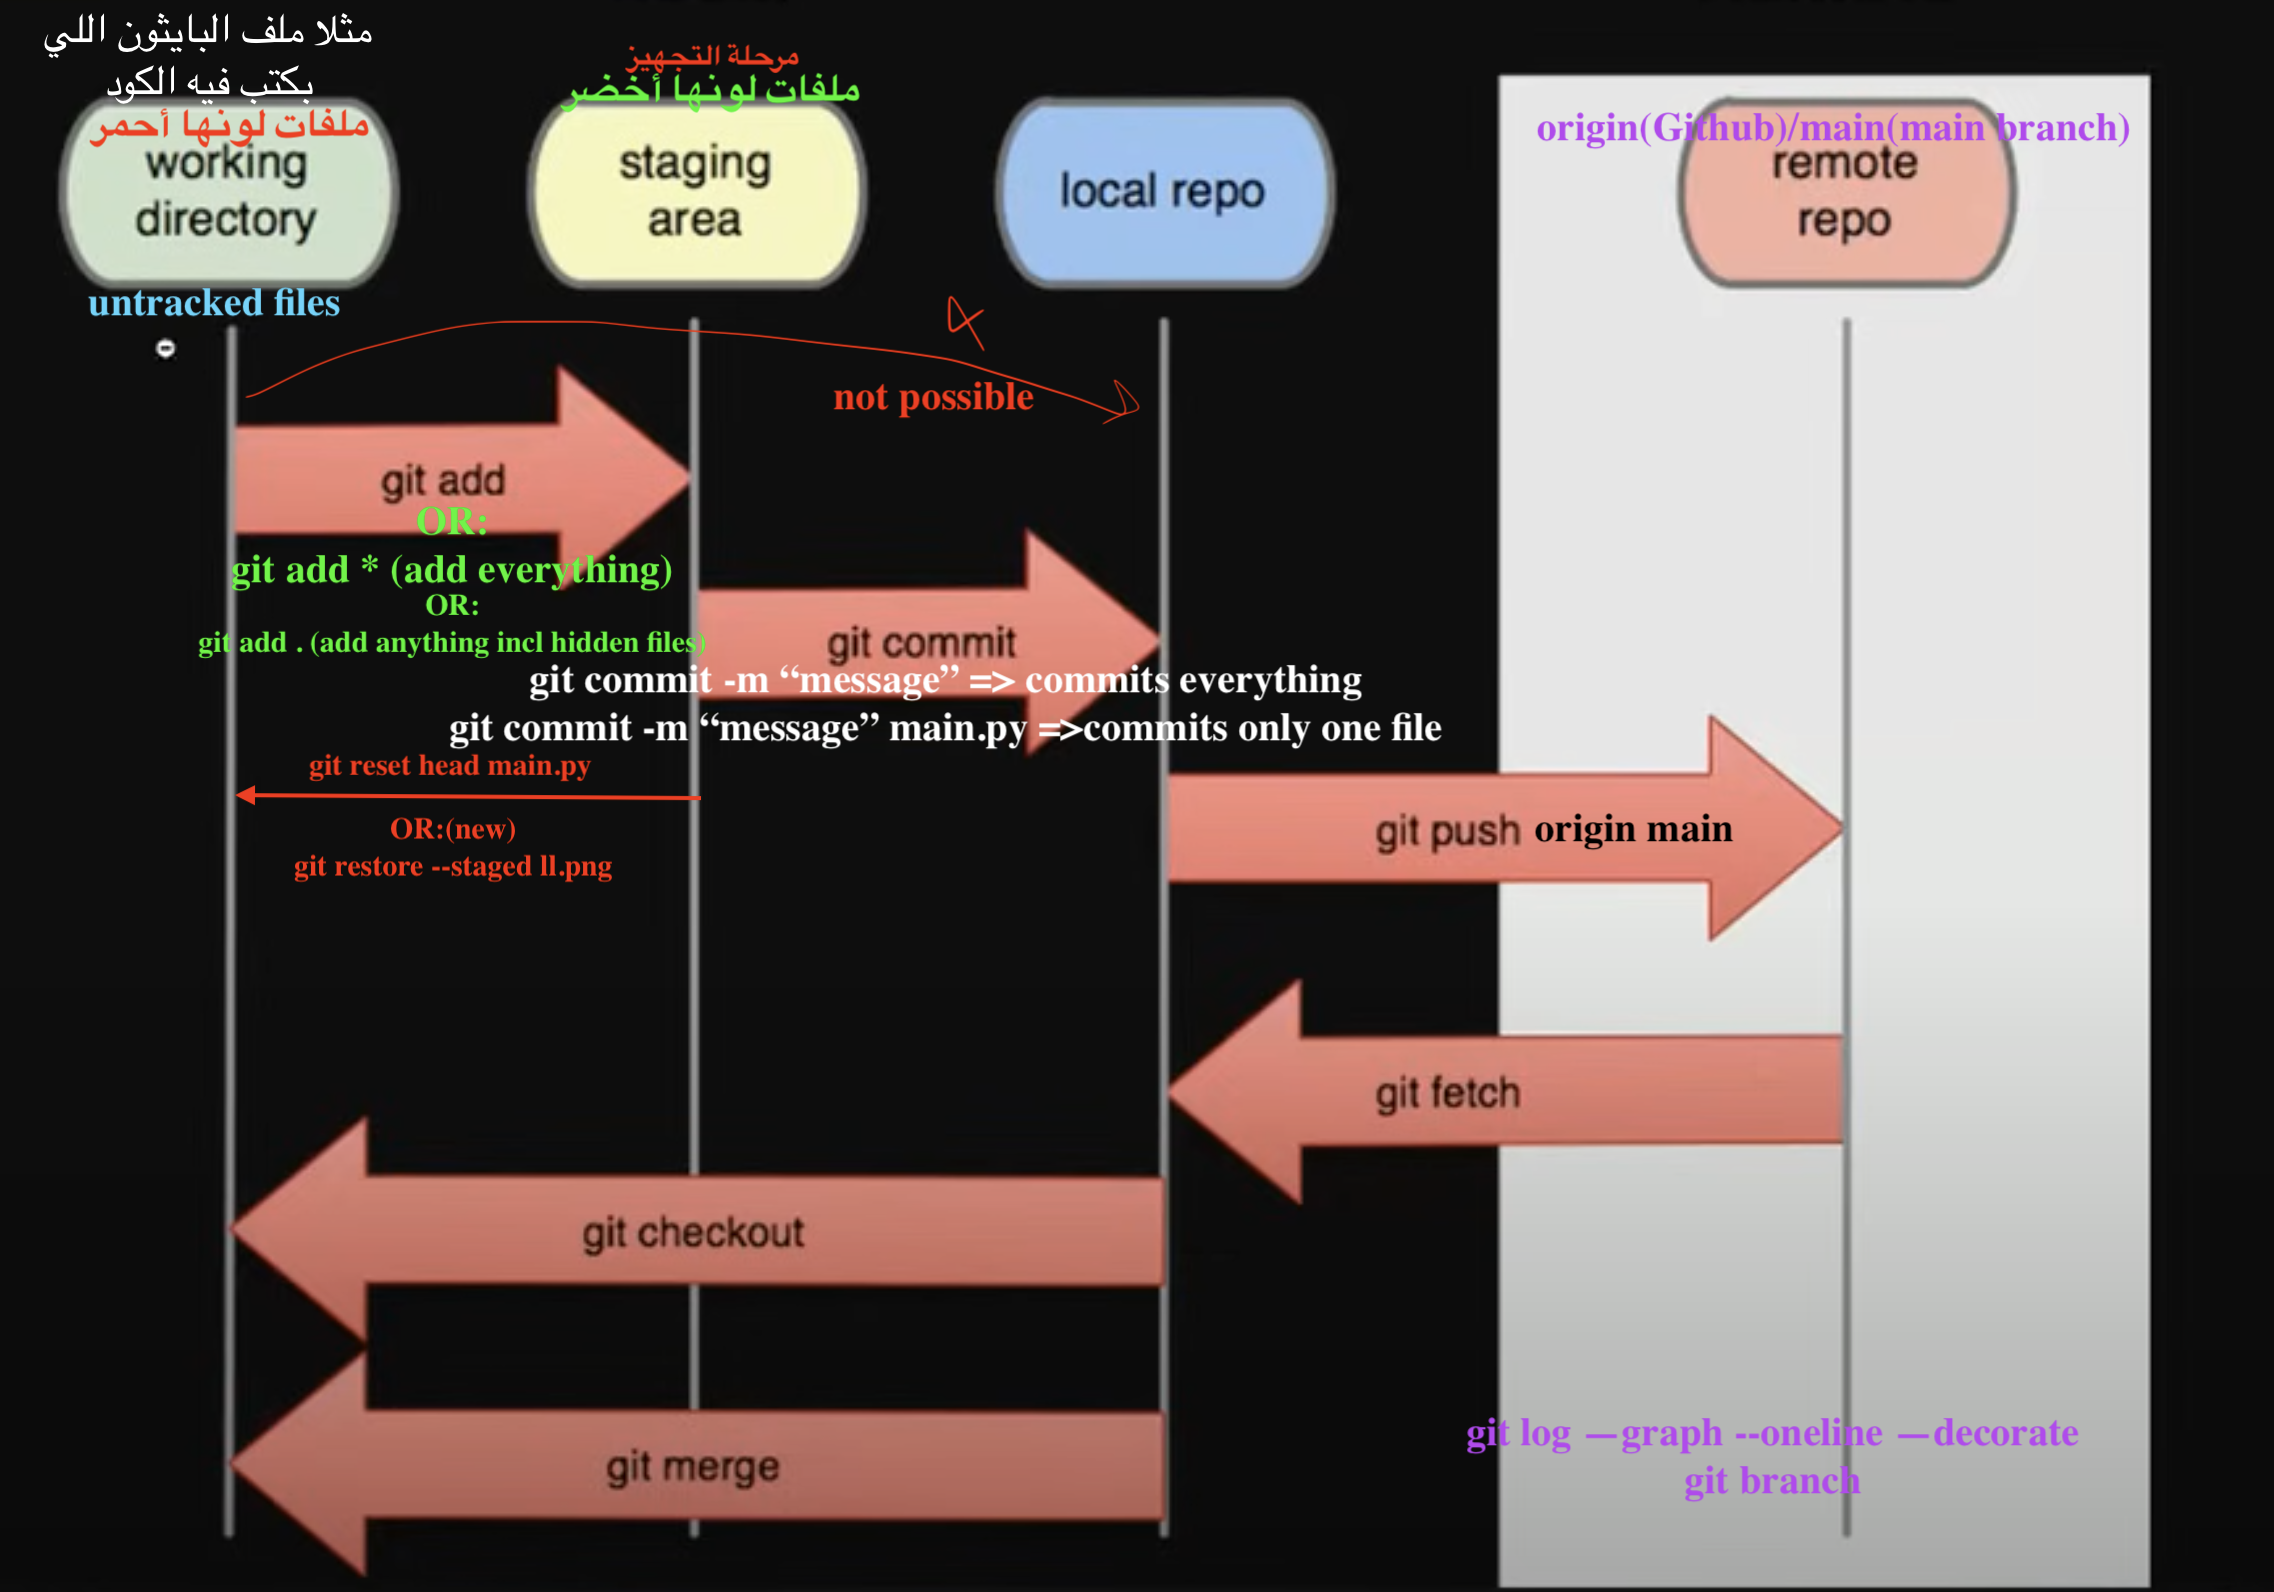 مثلا ملف البايثون اللي
بكتب فيه الكود
ملفات لونها أحمر
working
directory
untracked files
مرحلة التجهيز
ملفات لونها أخضر
staging
area
local repo
origin(Github)/main(main branch)
remote
repo
not possible
git add
OR:
git add * (add everything)
OR:
git add . (add anything incl hidden files)
git commit
git commit -m “message” => commits everything
git commit -m “message” main.py =>commits only one file
git reset head main.py
OR:(new)
git restore --staged ll.png
git push origin main
git fetch
git checkout
git merge
git log —graph --oneline —decorate
git branch